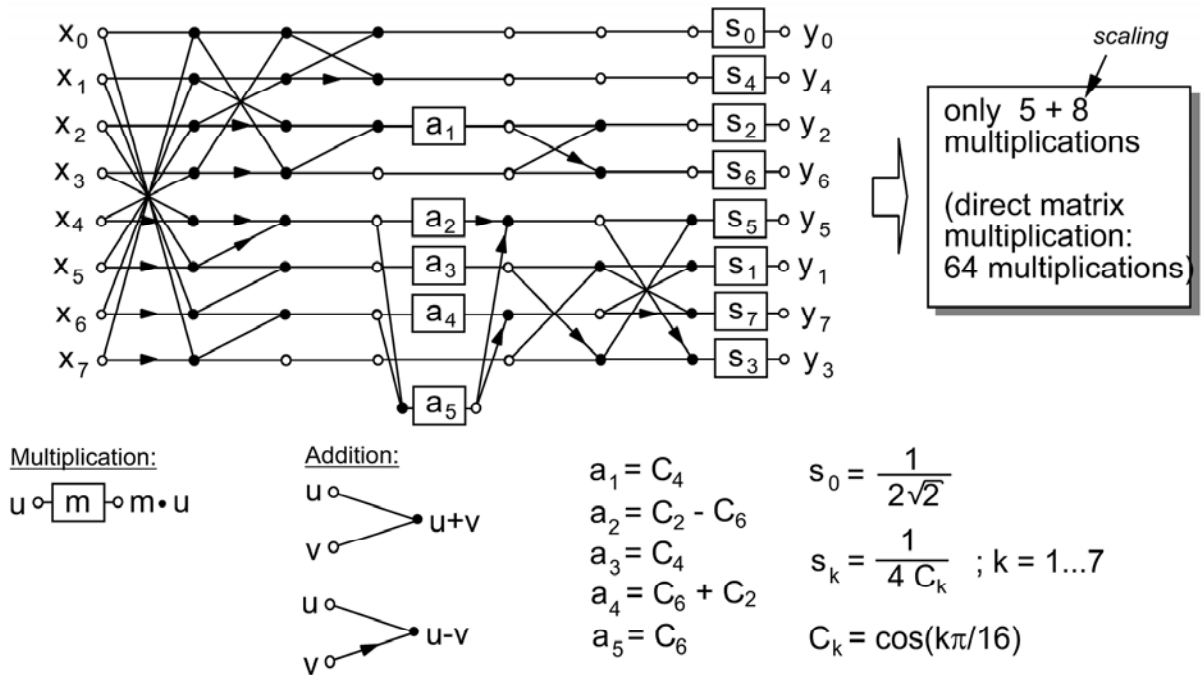 x₀ s₀ y₀
x₁ s₄ y₄
x₂ a₁ s₂ y₂
x₃ s₆ y₆
x₄ a₂ s₅ y₅
x₅ a₃ s₁ y₁
x₆ a₄ s₇ y₇
x₇ s₃ y₃
a₅
scaling
only 5 + 8
multiplications
(direct matrix
multiplication:
64 multiplications)
Multiplication:
u m m•u
Addition:
u
v
u+v
u
v
u-v
a₁ = C₄
a₂ = C₂ - C₆
a₃ = C₄
a₄ = C₆ + C₂
a₅ = C₆
s₀ = 1 / 2√2
sₖ = 1 / 4 Cₖ ; k = 1...7
Cₖ = cos(kπ/16)